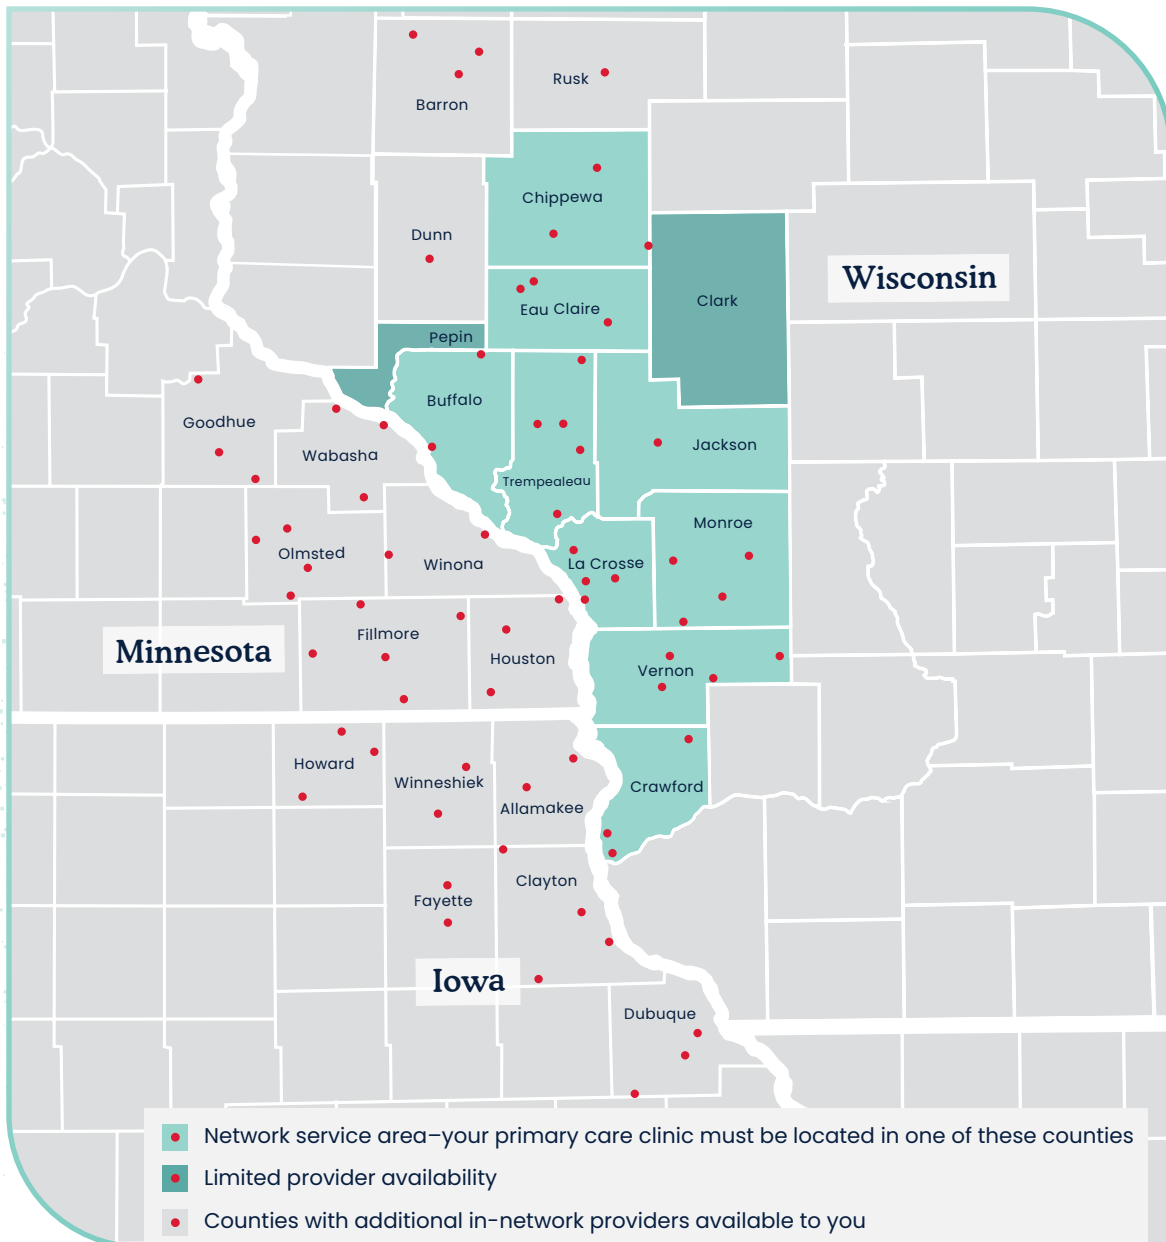 Rusk
Barron
Chippewa
Dunn
Wisconsin
Clark
Eau Claire
Pepin
Buffalo
Goodhue
Jackson
Wabasha
Trempealeau
Monroe
Olmsted
Winona
La Crosse
Fillmore
Minnesota
Houston
Vernon
Howard
Winneshiek
Crawford
Allamakee
Clayton
Fayette
Iowa
Dubuque
Network service area–your primary care clinic must be located in one of these counties
Limited provider availability
Counties with additional in-network providers available to you